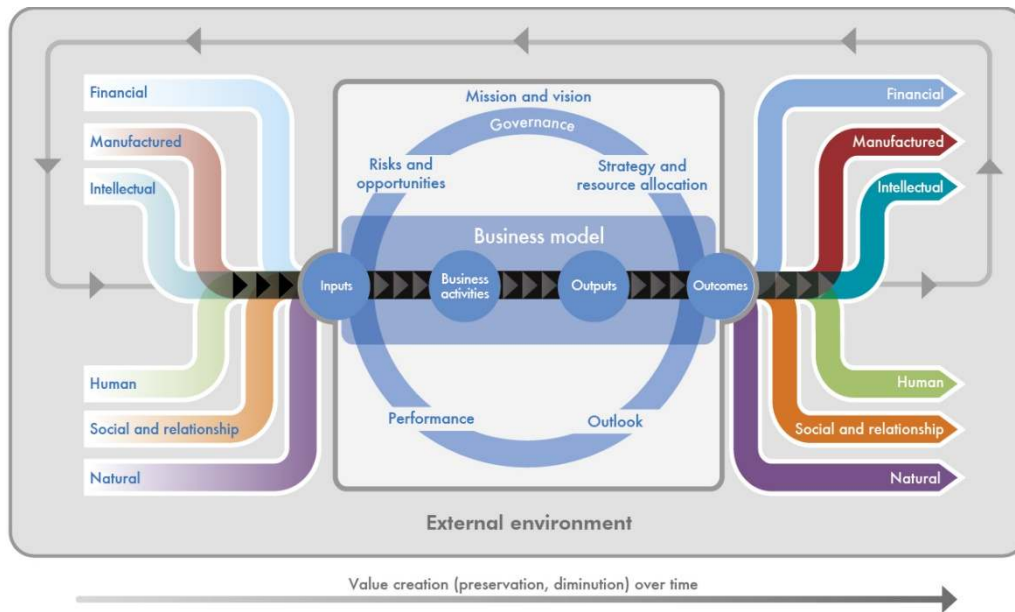 Financial
Manufactured
Intellectual
Human
Social and relationship
Natural
Mission and vision
Governance
Risks and
opportunities
Strategy and
resource allocation
Business model
Inputs
Business
activities
Outputs
Outcomes
Performance
Outlook
Financial
Manufactured
Intellectual
Human
Social and relationship
Natural
External environment
Value creation (preservation, diminution) over time